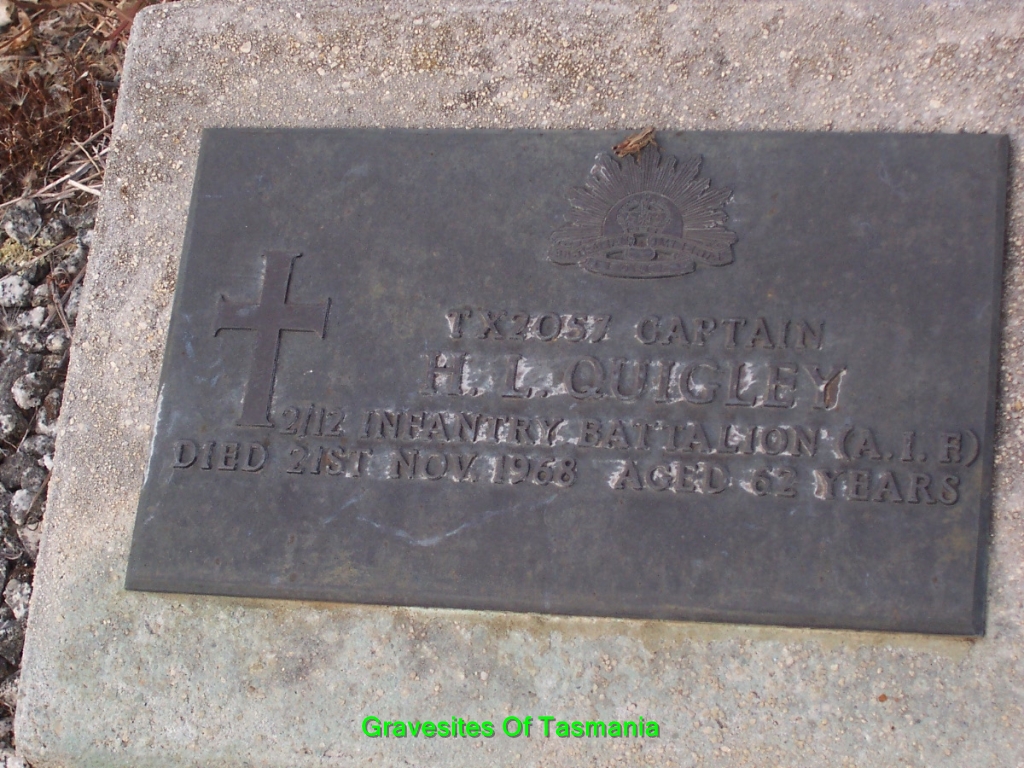 TX2057 CAPTAIN
H. L. QUIGLEY
2/12 INFANTRY BATTALION (A. I. F.)
DIED 21ST NOV. 1968 AGED 62 YEARS
Gravesites Of Tasmania